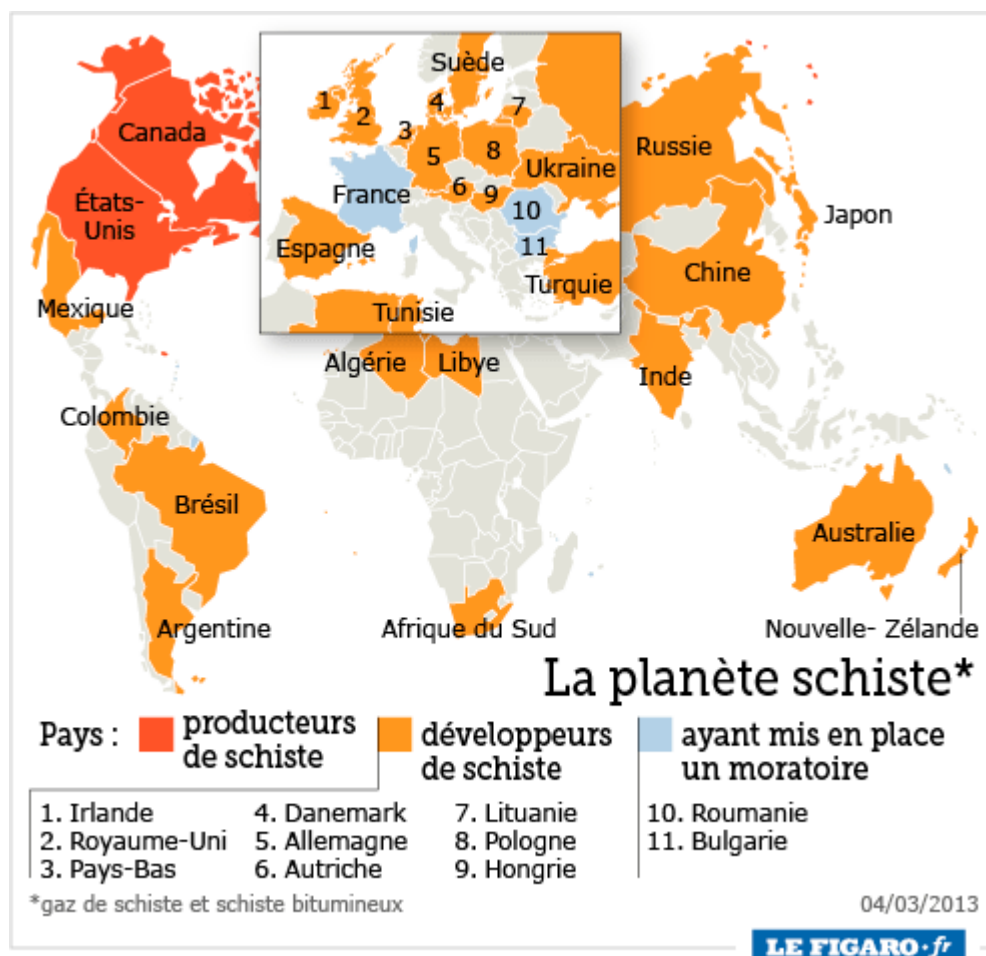 Suède
1
4
7
2
3
Canada
5
8
Russie
Ukraine
6
9
France
10
États-
Unis
Japon
11
Espagne
Chine
Turquie
Mexique
Tunisie
Algérie
Libye
Inde
Colombie
Brésil
Australie
Argentine
Afrique du Sud
Nouvelle- Zélande
La planète schiste*
Pays :
producteurs
de schiste
développeurs
de schiste
ayant mis en place
un moratoire
1. Irlande
2. Royaume-Uni
3. Pays-Bas
4. Danemark
5. Allemagne
6. Autriche
7. Lituanie
8. Pologne
9. Hongrie
10. Roumanie
11. Bulgarie
*gaz de schiste et schiste bitumineux
04/03/2013
LE FIGARO·fr